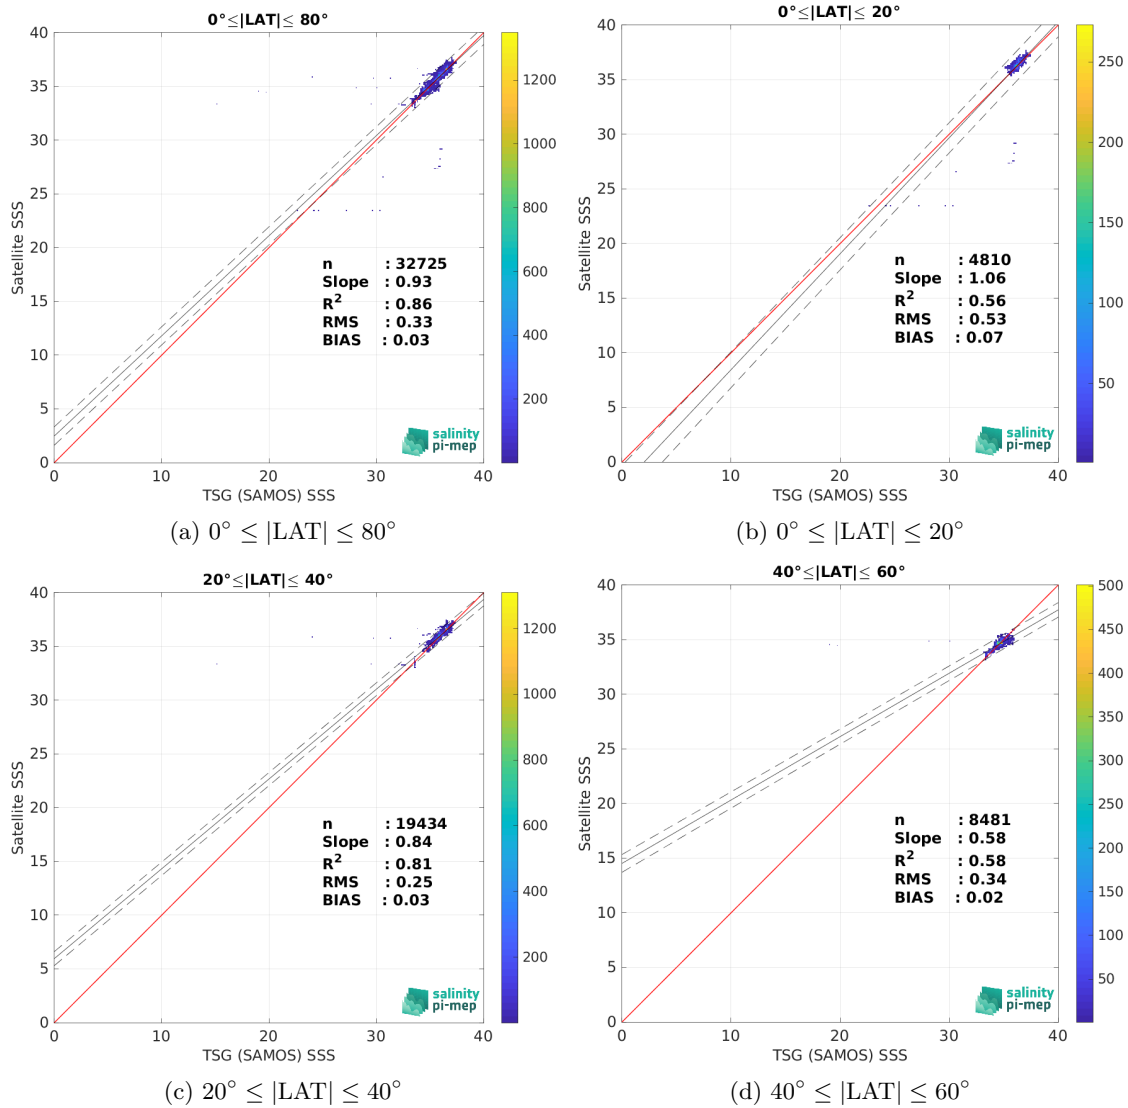 0°≤|LAT|≤ 80°
40
35
30
25
20
15
10
5
0
Satellite SSS
n : 32725
Slope : 0.93
R² : 0.86
RMS : 0.33
BIAS : 0.03
salinity
pi-mep
0 10 20 30 40
TSG (SAMOS) SSS
1200
1000
800
600
400
200
(a) 0° ≤ |LAT| ≤ 80°
0°≤|LAT|≤ 20°
40
35
30
25
20
15
10
5
0
Satellite SSS
n : 4810
Slope : 1.06
R² : 0.56
RMS : 0.53
BIAS : 0.07
salinity
pi-mep
0 10 20 30 40
TSG (SAMOS) SSS
250
200
150
100
50
(b) 0° ≤ |LAT| ≤ 20°
20°≤|LAT|≤ 40°
40
35
30
25
20
15
10
5
0
Satellite SSS
n : 19434
Slope : 0.84
R² : 0.81
RMS : 0.25
BIAS : 0.03
salinity
pi-mep
0 10 20 30 40
TSG (SAMOS) SSS
1200
1000
800
600
400
200
(c) 20° ≤ |LAT| ≤ 40°
40°≤|LAT|≤ 60°
40
35
30
25
20
15
10
5
0
Satellite SSS
n : 8481
Slope : 0.58
R² : 0.58
RMS : 0.34
BIAS : 0.02
salinity
pi-mep
0 10 20 30 40
TSG (SAMOS) SSS
500
450
400
350
300
250
200
150
100
50
(d) 40° ≤ |LAT| ≤ 60°